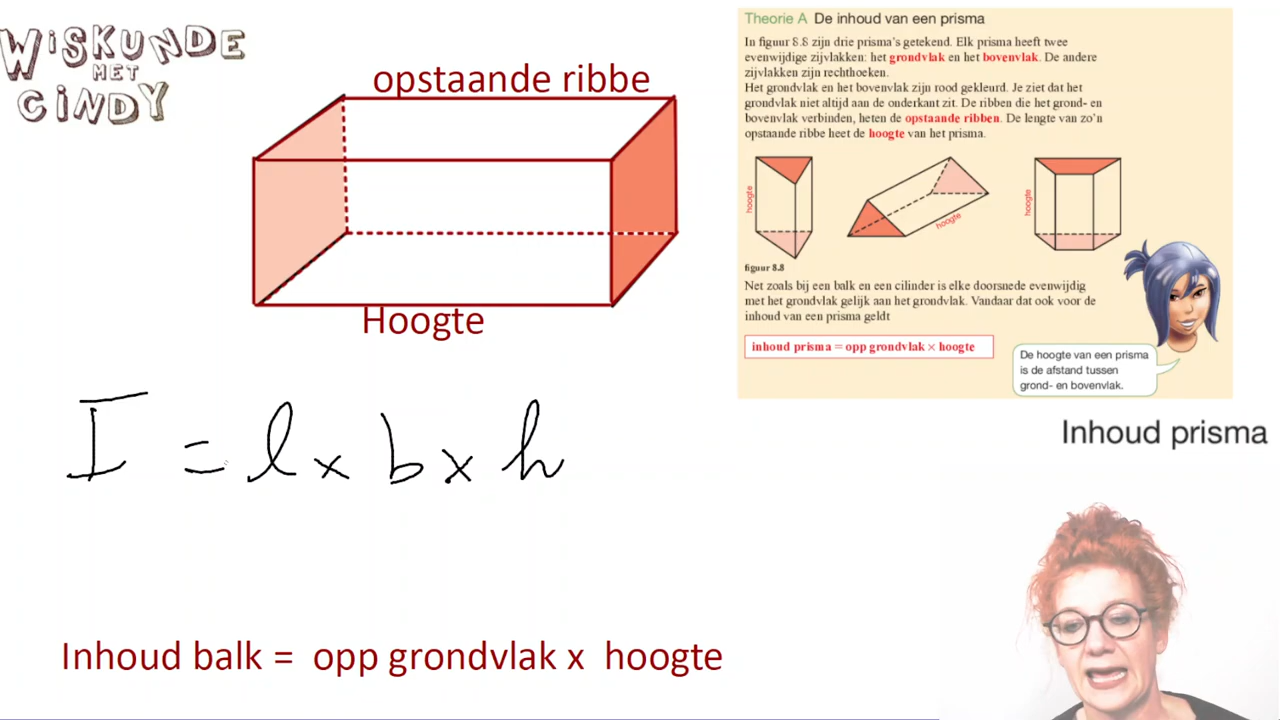 WiSKUNDE
MET
CiNDY
opstaande ribbe
Hoogte
I = l x b x h
Inhoud balk = opp grondvlak x hoogte
Theorie A De inhoud van een prisma
In figuur 8.8 zijn drie prisma's getekend. Elk prisma heeft twee
evenwijdige zijvlakken: het grondvlak en het bovenvlak. De andere
zijvlakken zijn rechthoeken.
Het grondvlak en het bovenvlak zijn rood gekleurd. Je ziet dat het
grondvlak niet altijd aan de onderkant zit. De ribben die het grond- en
bovenvlak verbinden, heten de opstaande ribben. De lengte van zo'n
opstaande ribbe heet de hoogte van het prisma.
hoogte
hoogte
hoogte
figuur 8.8
Net zoals bij een balk en een cilinder is elke doorsnede evenwijdig
met het grondvlak gelijk aan het grondvlak. Vandaar dat ook voor de
inhoud van een prisma geldt
inhoud prisma = opp grondvlak × hoogte
De hoogte van een prisma
is de afstand tussen
grond- en bovenvlak.
Inhoud prisma